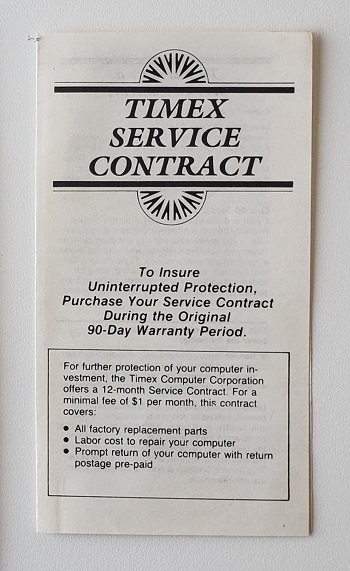 TIMEX
SERVICE
CONTRACT
To Insure
Uninterrupted Protection,
Purchase Your Service Contract
During the Original
90-Day Warranty Period.
For further protection of your computer in-
vestment, the Timex Computer Corporation
offers a 12-month Service Contract. For a
minimal fee of $1 per month, this contract
covers:
● All factory replacement parts
● Labor cost to repair your computer
● Prompt return of your computer with return
postage pre-paid